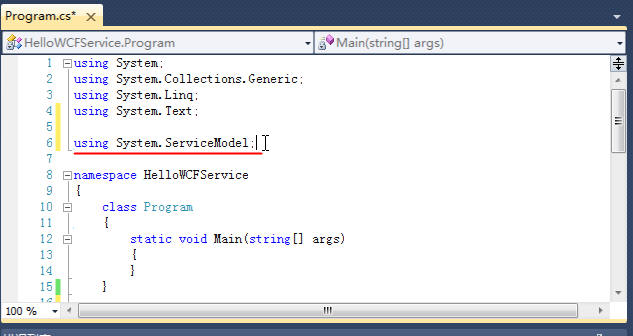 Program.cs*
HelloWCFService.Program
Main(string[] args)
1 using System;
2 using System.Collections.Generic;
3 using System.Linq;
4 using System.Text;
5
6 using System.ServiceModel;
7
8 namespace HelloWCFService
9 {
10 class Program
11 {
12 static void Main(string[] args)
13 {
14 }
15 }
100 %